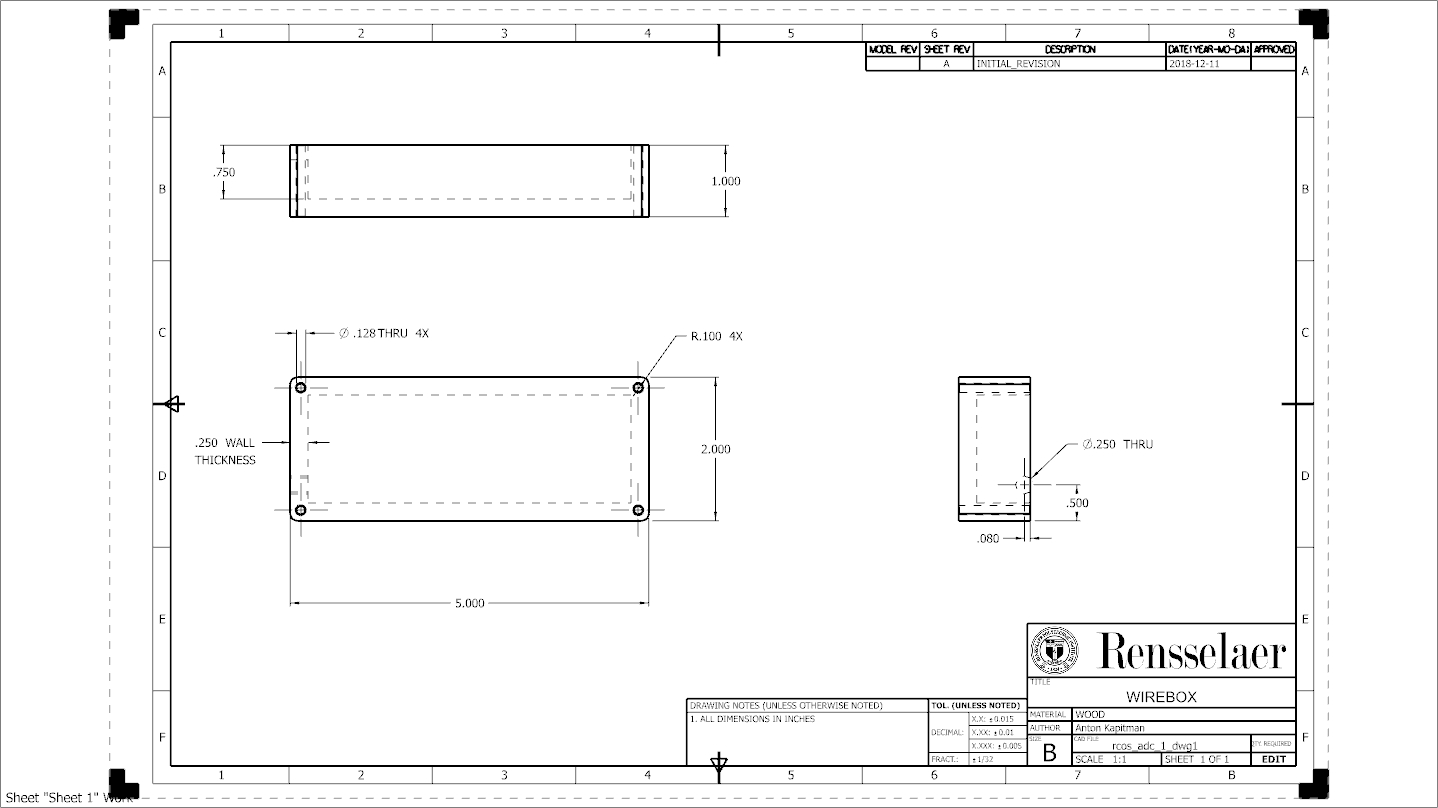 1 2 3 4 5 6 7 8
MODEL REV SHEET REV DESCRIPTION DATE(YEAR-MO-DA) APPROVED
A INITIAL_REVISION 2018-12-11
A A
.750
1.000
B B
C C
Ø .128 THRU 4X
R.100 4X
.250 WALL
THICKNESS
2.000
Ø.250 THRU
D D
.500
.080
5.000
E E
Rensselaer
TITLE
WIREBOX
DRAWING NOTES (UNLESS OTHERWISE NOTED)
1. ALL DIMENSIONS IN INCHES
TOL. (UNLESS NOTED)
DECIMAL:
X.X: ±0.015
X.XX: ±0.01
X.XXX: ±0.005
FRACT.: ±1/32
MATERIAL WOOD
AUTHOR Anton Kapitman
SIZE B
CAD FILE rcos_adc_1_dwg1
ITY REQUIRED
SCALE 1:1 SHEET 1 OF 1 EDIT
F F
1 2 3 4 5 6 7 8
Sheet "Sheet 1" Work